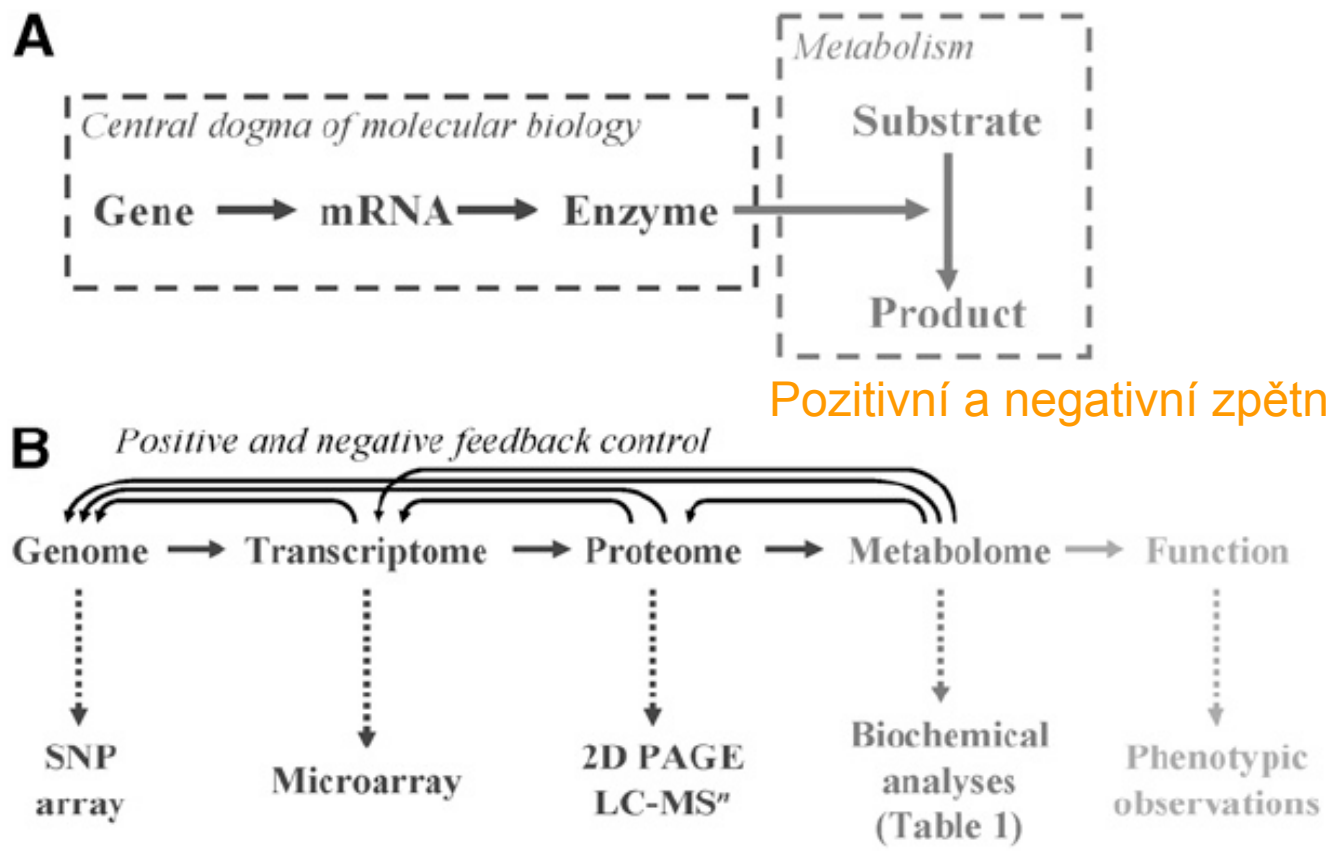 A
Metabolism
Central dogma of molecular biology
Substrate
Gene mRNA Enzyme
Product
Pozitivní a negativní zpětn
B
Positive and negative feedback control
Genome Transcriptome Proteome Metabolome Function
SNP
array
Microarray
2D PAGE
LC-MSⁿ
Biochemical
analyses
(Table 1)
Phenotypic
observations